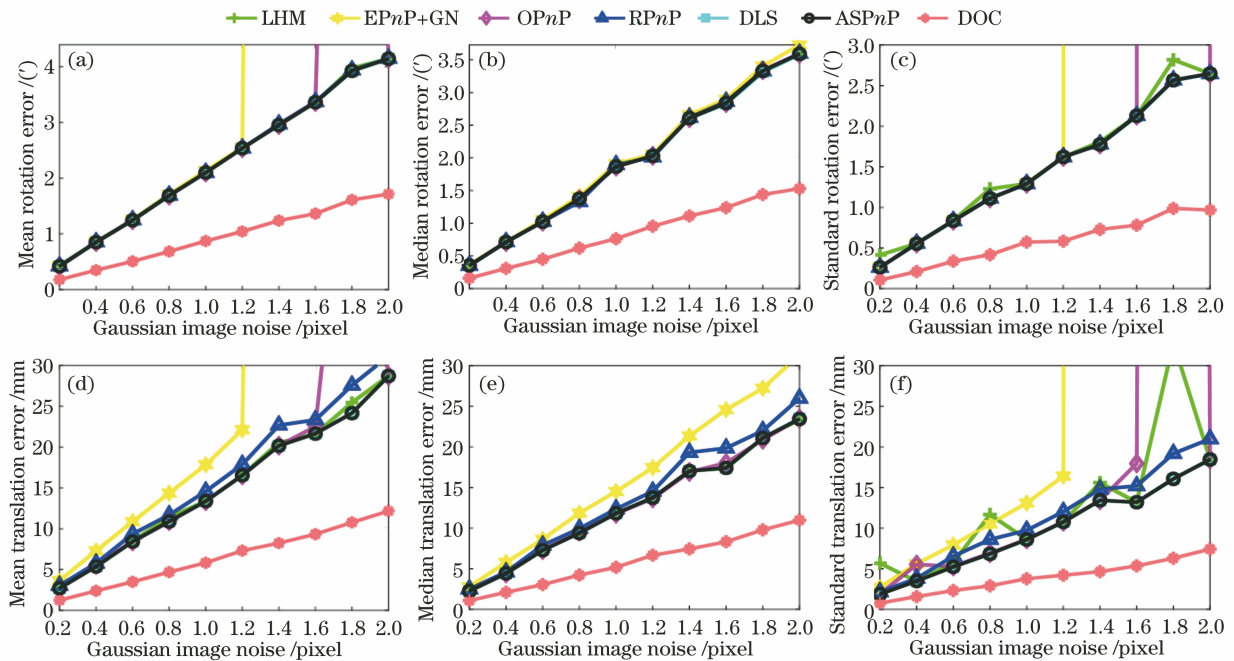 LHM EPnP+GN OPnP RPnP DLS ASPnP DOC
(a)
Mean rotation error /(′)
4
3
2
1
0
0.2 0.4 0.6 0.8 1.0 1.2 1.4 1.6 1.8 2.0
Gaussian image noise /pixel
(b)
Median rotation error /(′)
3.5
3.0
2.5
2.0
1.5
1.0
0.5
0
0.2 0.4 0.6 0.8 1.0 1.2 1.4 1.6 1.8 2.0
Gaussian image noise /pixel
(c)
Standard rotation error /(′)
3.0
2.5
2.0
1.5
1.0
0.5
0
0.2 0.4 0.6 0.8 1.0 1.2 1.4 1.6 1.8 2.0
Gaussian image noise /pixel
(d)
Mean translation error /mm
30
25
20
15
10
5
0
0.2 0.4 0.6 0.8 1.0 1.2 1.4 1.6 1.8 2.0
Gaussian image noise /pixel
(e)
Median translation error /mm
30
25
20
15
10
5
0
0.2 0.4 0.6 0.8 1.0 1.2 1.4 1.6 1.8 2.0
Gaussian image noise /pixel
(f)
Standard translation error /mm
30
25
20
15
10
5
0
0.2 0.4 0.6 0.8 1.0 1.2 1.4 1.6 1.8 2.0
Gaussian image noise /pixel